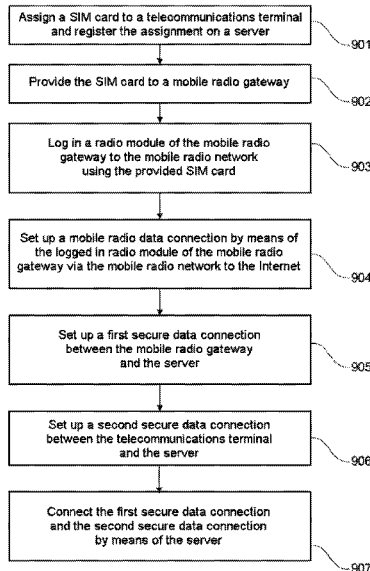 Assign a SIM card to a telecommunications terminal
and register the assignment on a server
901
Provide the SIM card to a mobile radio gateway
902
Log in a radio module of the mobile radio
gateway to the mobile radio network
using the provided SIM card
903
Set up a mobile radio data connection by means of
the logged in radio module of the mobile radio
gateway via the mobile radio network to the Internet
904
Set up a first secure data connection
between the mobile radio gateway
and the server
905
Set up a second secure data connection
between the telecommunications terminal
and the server
906
Connect the first secure data connection
and the second secure data connection
by means of the server
907